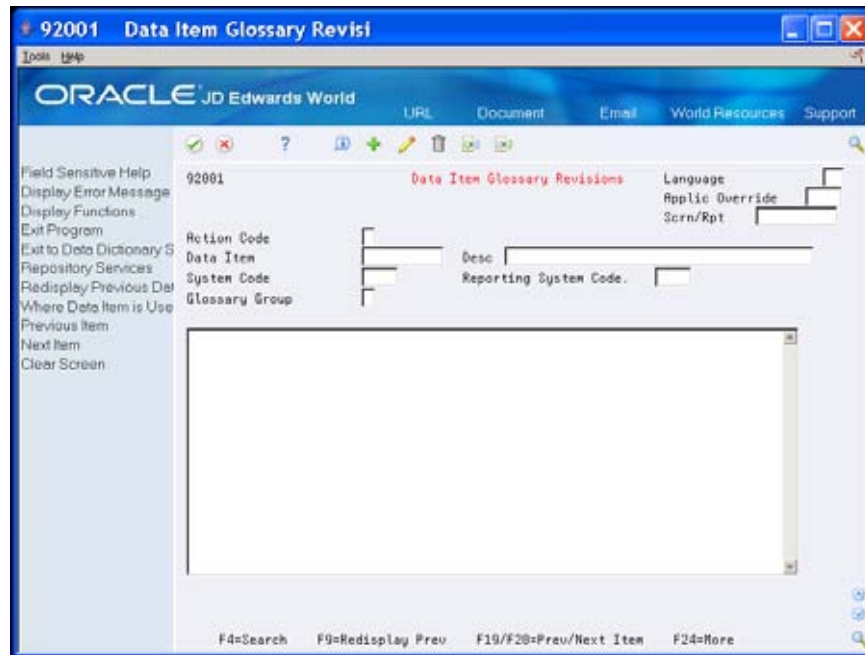 92001 Data Item Glossary Revisi
Tools Help
ORACLE JD Edwards World
URL Document Email World Resources Support
Field Sensitive Help
Display Error Message
Display Functions
Exit Program
Exit to Data Dictionary S
Repository Services
Redisplay Previous Dat
Where Data Item is Use
Previous Item
Next Item
Clear Screen
92001 Data Item Glossary Revisions
Language
Applic Override
Scrn/Rpt
Action Code
Data Item Desc
System Code Reporting System Code.
Glossary Group
F4=Search F9=Redisplay Prev F19/F20=Prev/Next Item F24=More